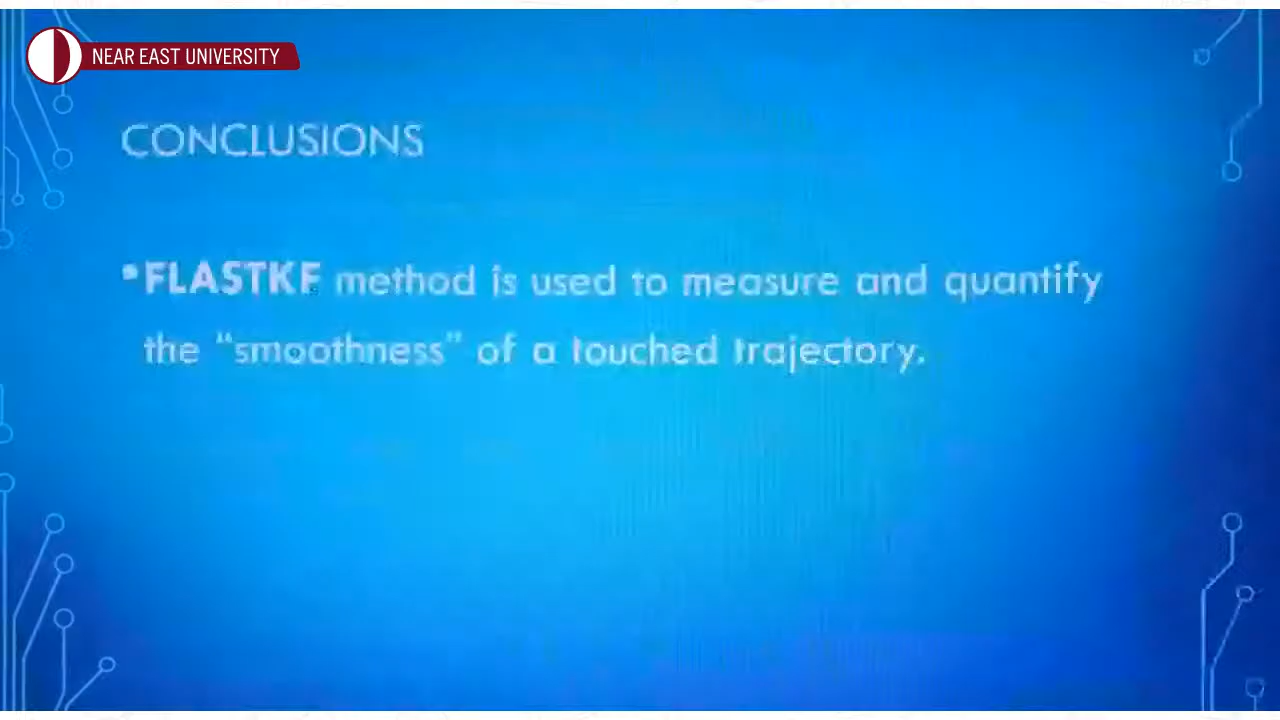 NEAR EAST UNIVERSITY
CONCLUSIONS
•FLASTKF method is used to measure and quantify
the “smoothness” of a touched trajectory.